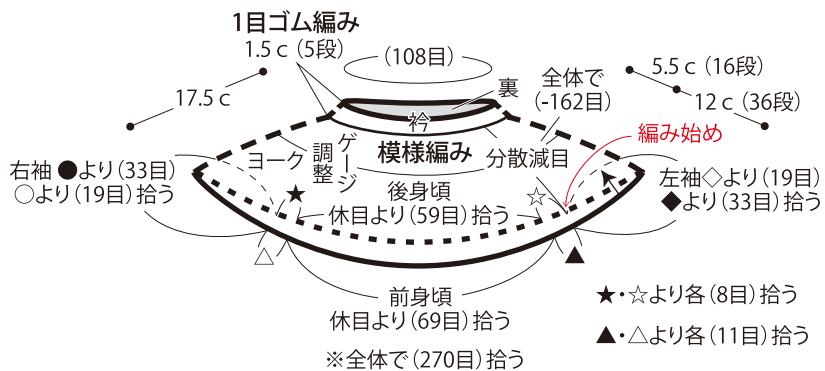 1目ゴム編み
1.5c（5段）
（108目）
裏
全体で
（-162目）
5.5c（16段）
12c（36段）
17.5c
衿
編み始め
ヨーク
ゲージ
調整
模様編み
分散減目
右袖●より（33目）
○より（19目）拾う
左袖◇より（19目）
◆より（33目）拾う
★
後身頃
☆
休目より（59目）拾う
△
▲
前身頃
休目より（69目）拾う
★・☆より各（8目）拾う
▲・△より各（11目）拾う
※全体で（270目）拾う